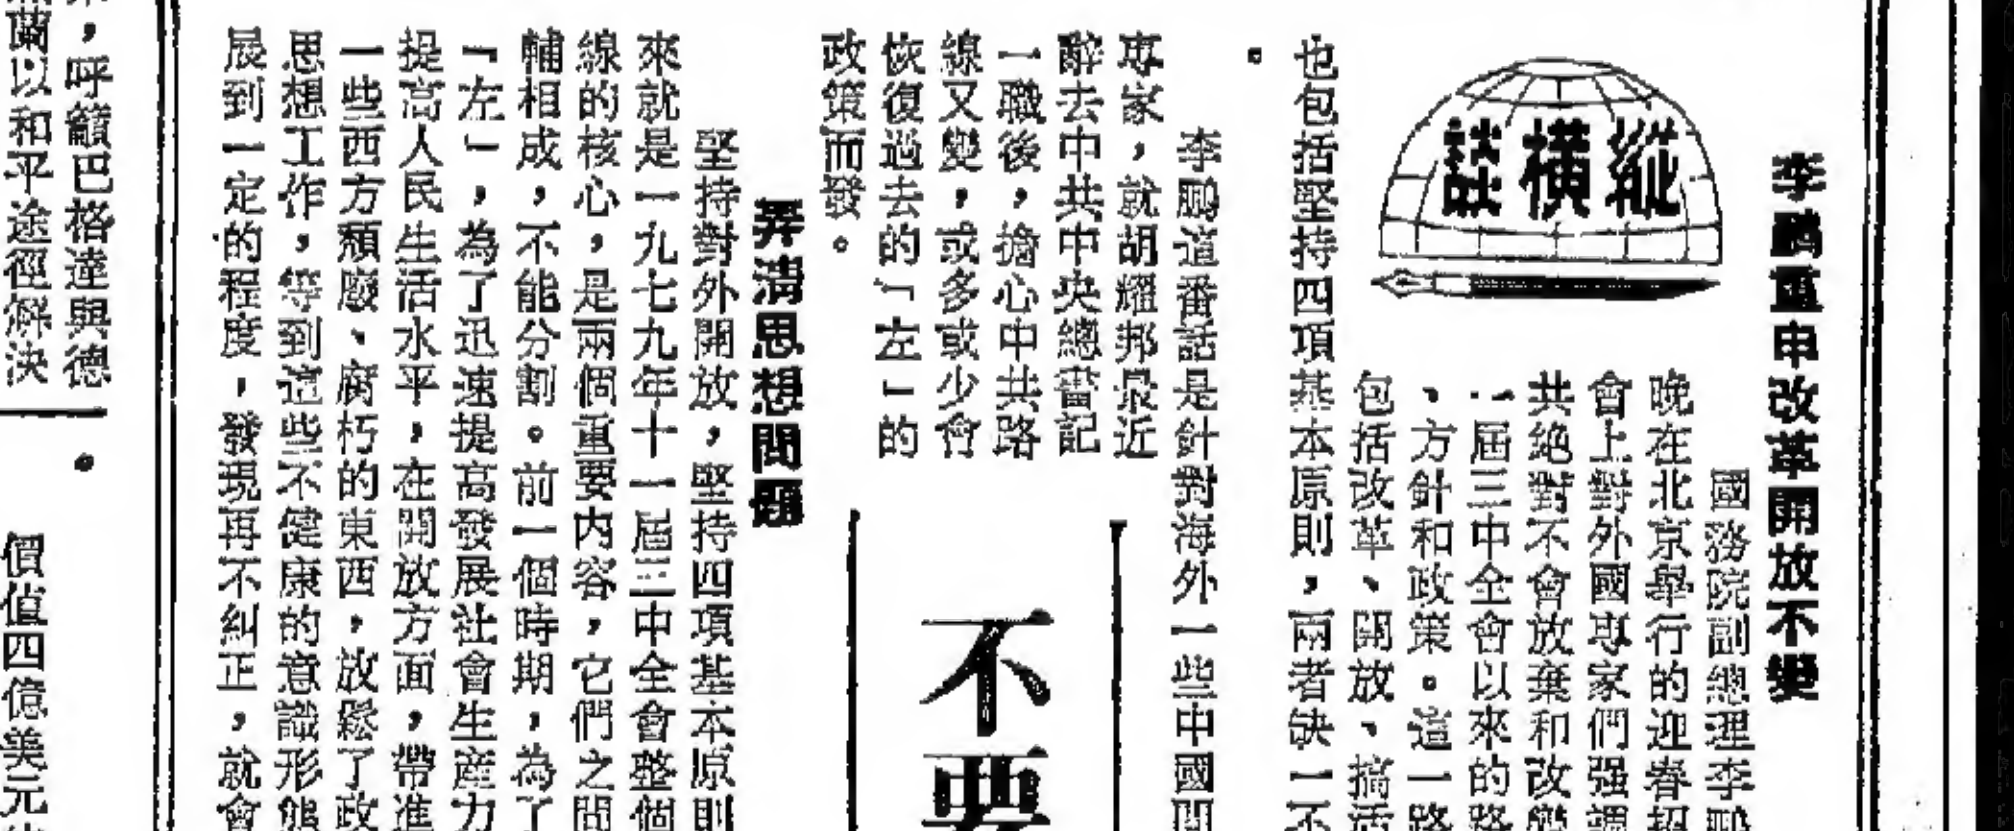 縱橫談
李鵬重申改革開放不變
國務院副總理李鵬
晚在北京舉行的迎春招
會上對外國專家們强調
共絕對不會放棄和改變
一屆三中全會以來的路
、方針和政策。這一路
包括改革、開放、搞活
也包括堅持四項基本原則，兩者缺一不
。
李鵬這番話是針對海外一些中國問
專家，就胡耀邦最近
辭去中共中央總書記
一職後，擔心中共路
線又變，或多或少會
恢復過去的「左」的
政策而發。
不要
弄清思想問題
堅持對外開放，堅持四項基本原則
來就是一九七九年十一屆三中全會整個
線的核心，是兩個重要内容，它們之間
輔相成，不能分割。前一個時期，為了
「左」，為了迅速提高發展社會生產力
提高人民生活水平，在開放方面，帶進
一些西方頹廢、腐朽的東西，放鬆了政
思想工作，等到這些不健康的意識形態
展到一定的程度，發現再不糾正，就會
，呼籲巴格達與德
。
蘭以和平途徑解決
價值四億美元